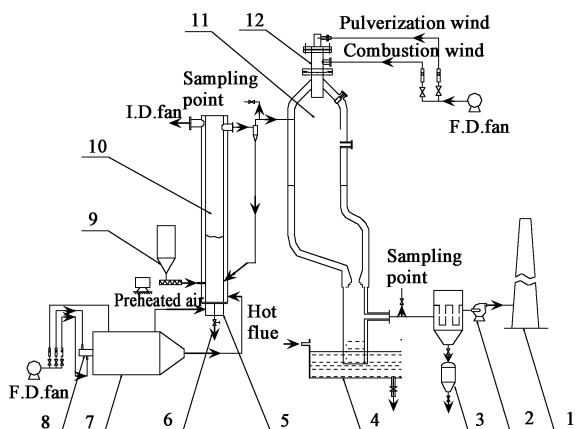 11
12
Pulverization wind
Combustion wind
Sampling
point
I.D.fan
F.D.fan
10
9
Sampling
point
Preheated air
Hot
flue
F.D.fan
8
7
6
5
4
3
2
1